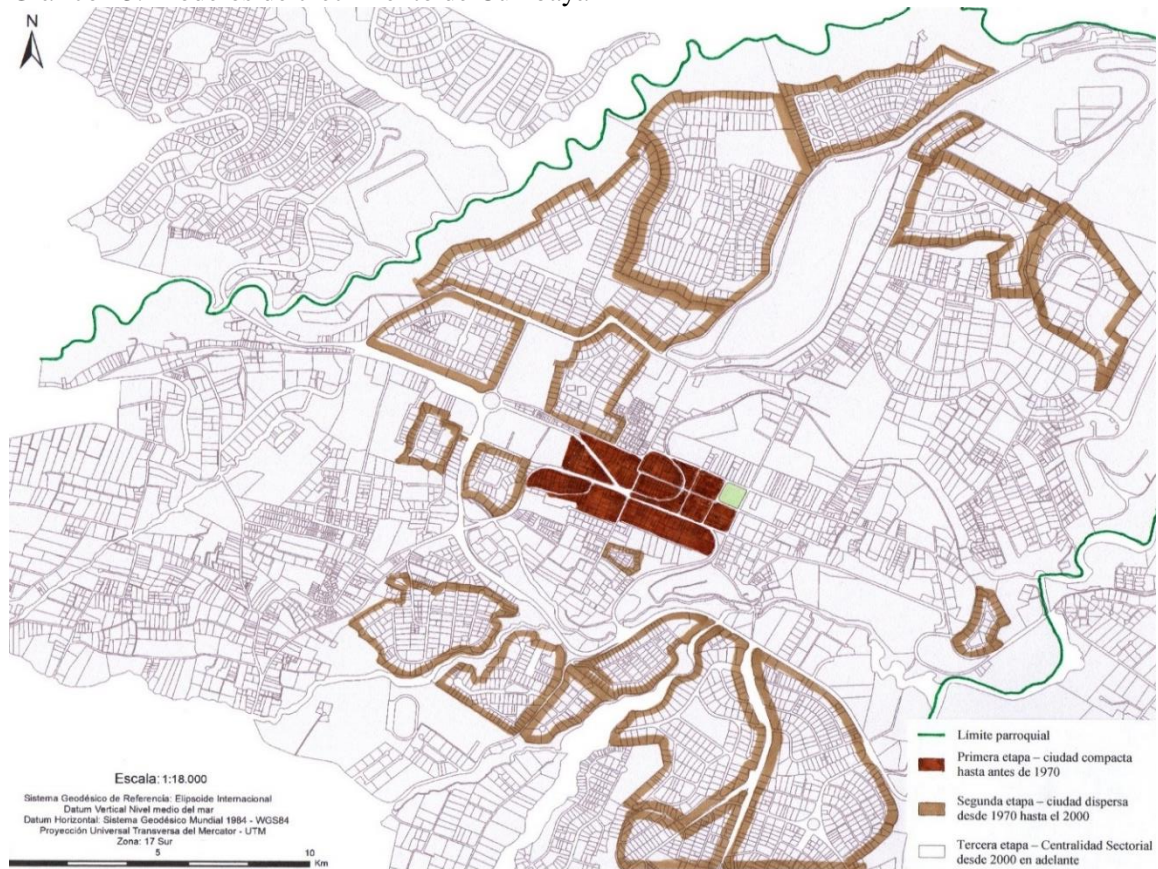 N
Escala: 1:18.000
Sistema Geodésico de Referencia: Elipsoide Internacional
Datum Vertical Nivel medio del mar
Datum Horizontal: Sistema Geodésico Mundial 1984 - WGS84
Proyección Universal Transversa del Mercator - UTM
Zona: 17 Sur
5 10
Km
Límite parroquial
Primera etapa – ciudad compacta
hasta antes de 1970
Segunda etapa – ciudad dispersa
desde 1970 hasta el 2000
Tercera etapa – Centralidad Sectorial
desde 2000 en adelante